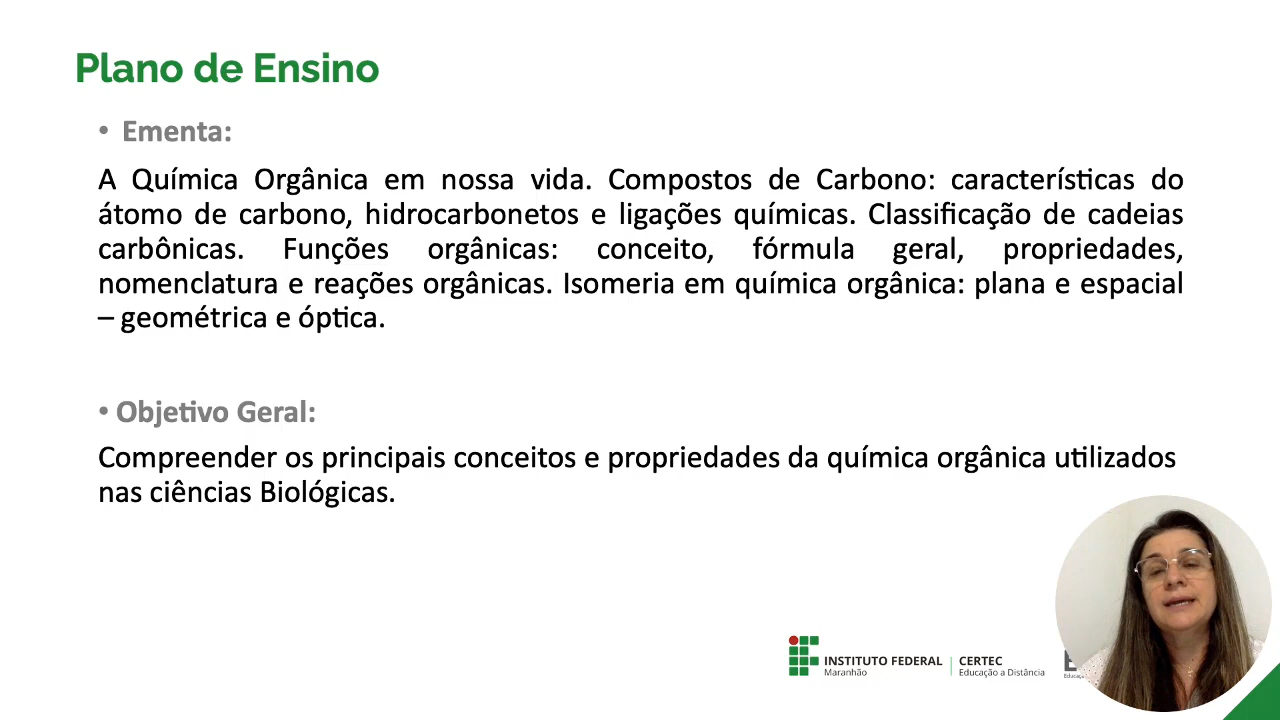 Plano de Ensino
• Ementa:
A Química Orgânica em nossa vida. Compostos de Carbono: características do
átomo de carbono, hidrocarbonetos e ligações químicas. Classificação de cadeias
carbônicas. Funções orgânicas: conceito, fórmula geral, propriedades,
nomenclatura e reações orgânicas. Isomeria em química orgânica: plana e espacial
– geométrica e óptica.
• Objetivo Geral:
Compreender os principais conceitos e propriedades da química orgânica utilizados
nas ciências Biológicas.
INSTITUTO FEDERAL
Maranhão
CERTEC
Educação a Distância